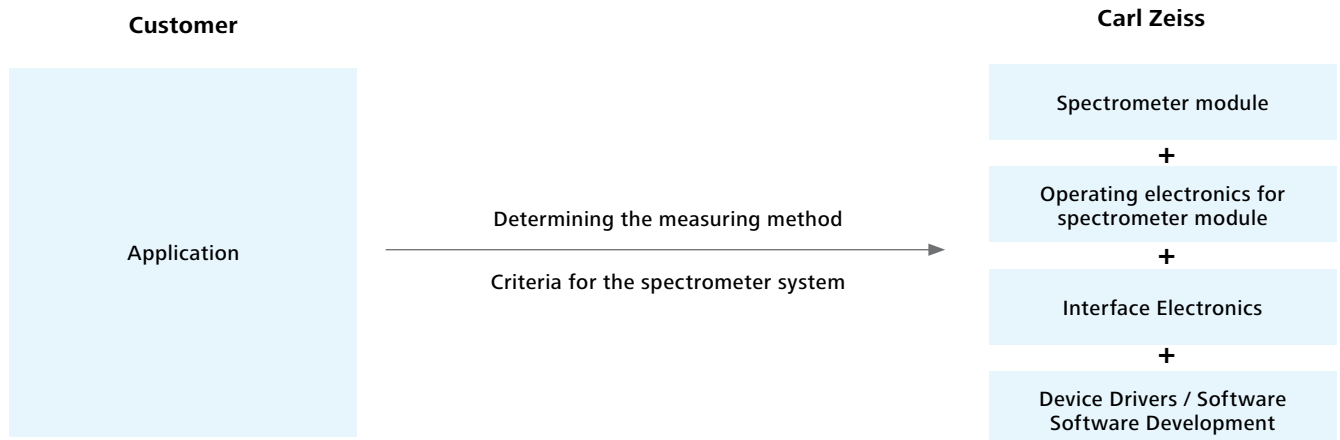 Customer
Application
Determining the measuring method
Criteria for the spectrometer system
Carl Zeiss
Spectrometer module
+
Operating electronics for
spectrometer module
+
Interface Electronics
+
Device Drivers / Software
Software Development